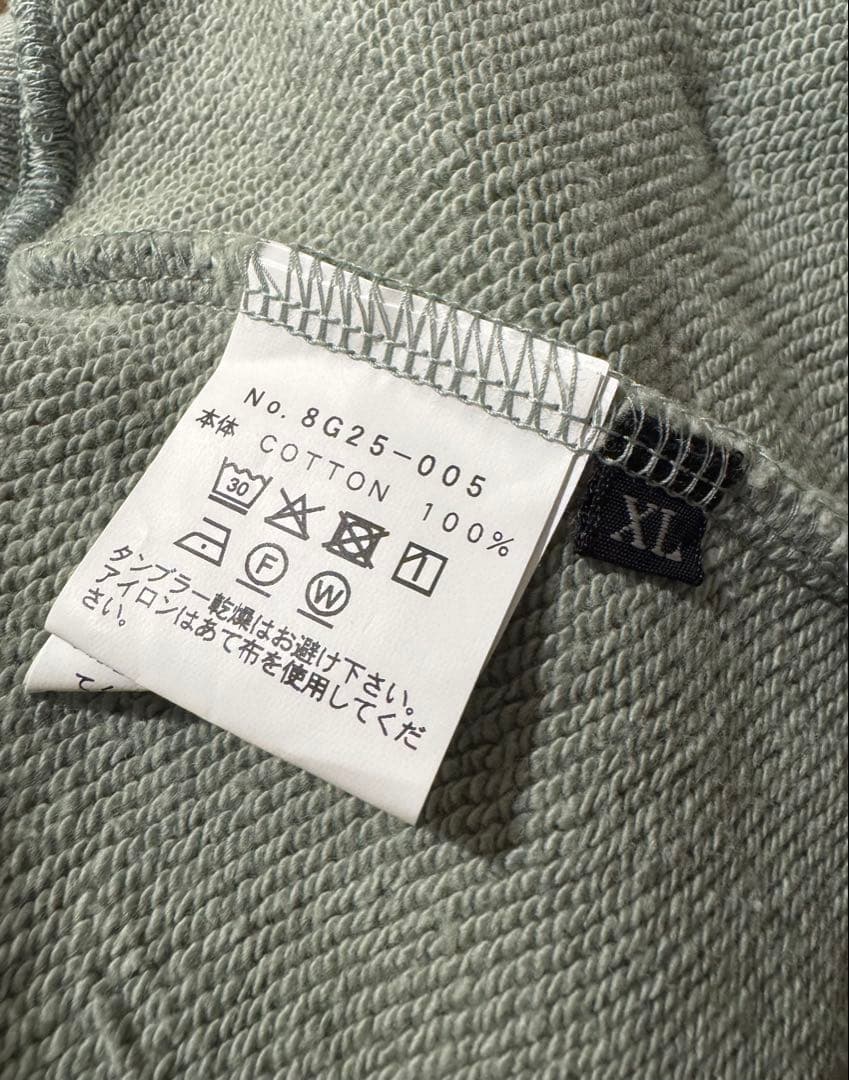 No. 8G25-005
本体 COTTON 100%
30
F W
タンブラー乾燥はお避け下さい。
アイロンはあて布を使用してくだ
さい。
XL